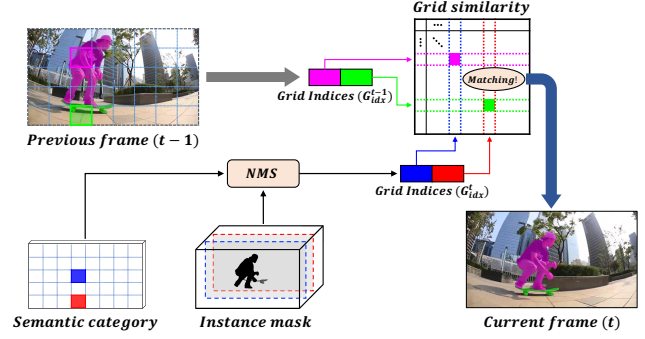 Grid similarity
Matching!
Grid Indices (G^{t-1}_{idx})
Previous frame (t − 1)
NMS
Grid Indices (G^t_{idx})
Semantic category
Instance mask
Current frame (t)